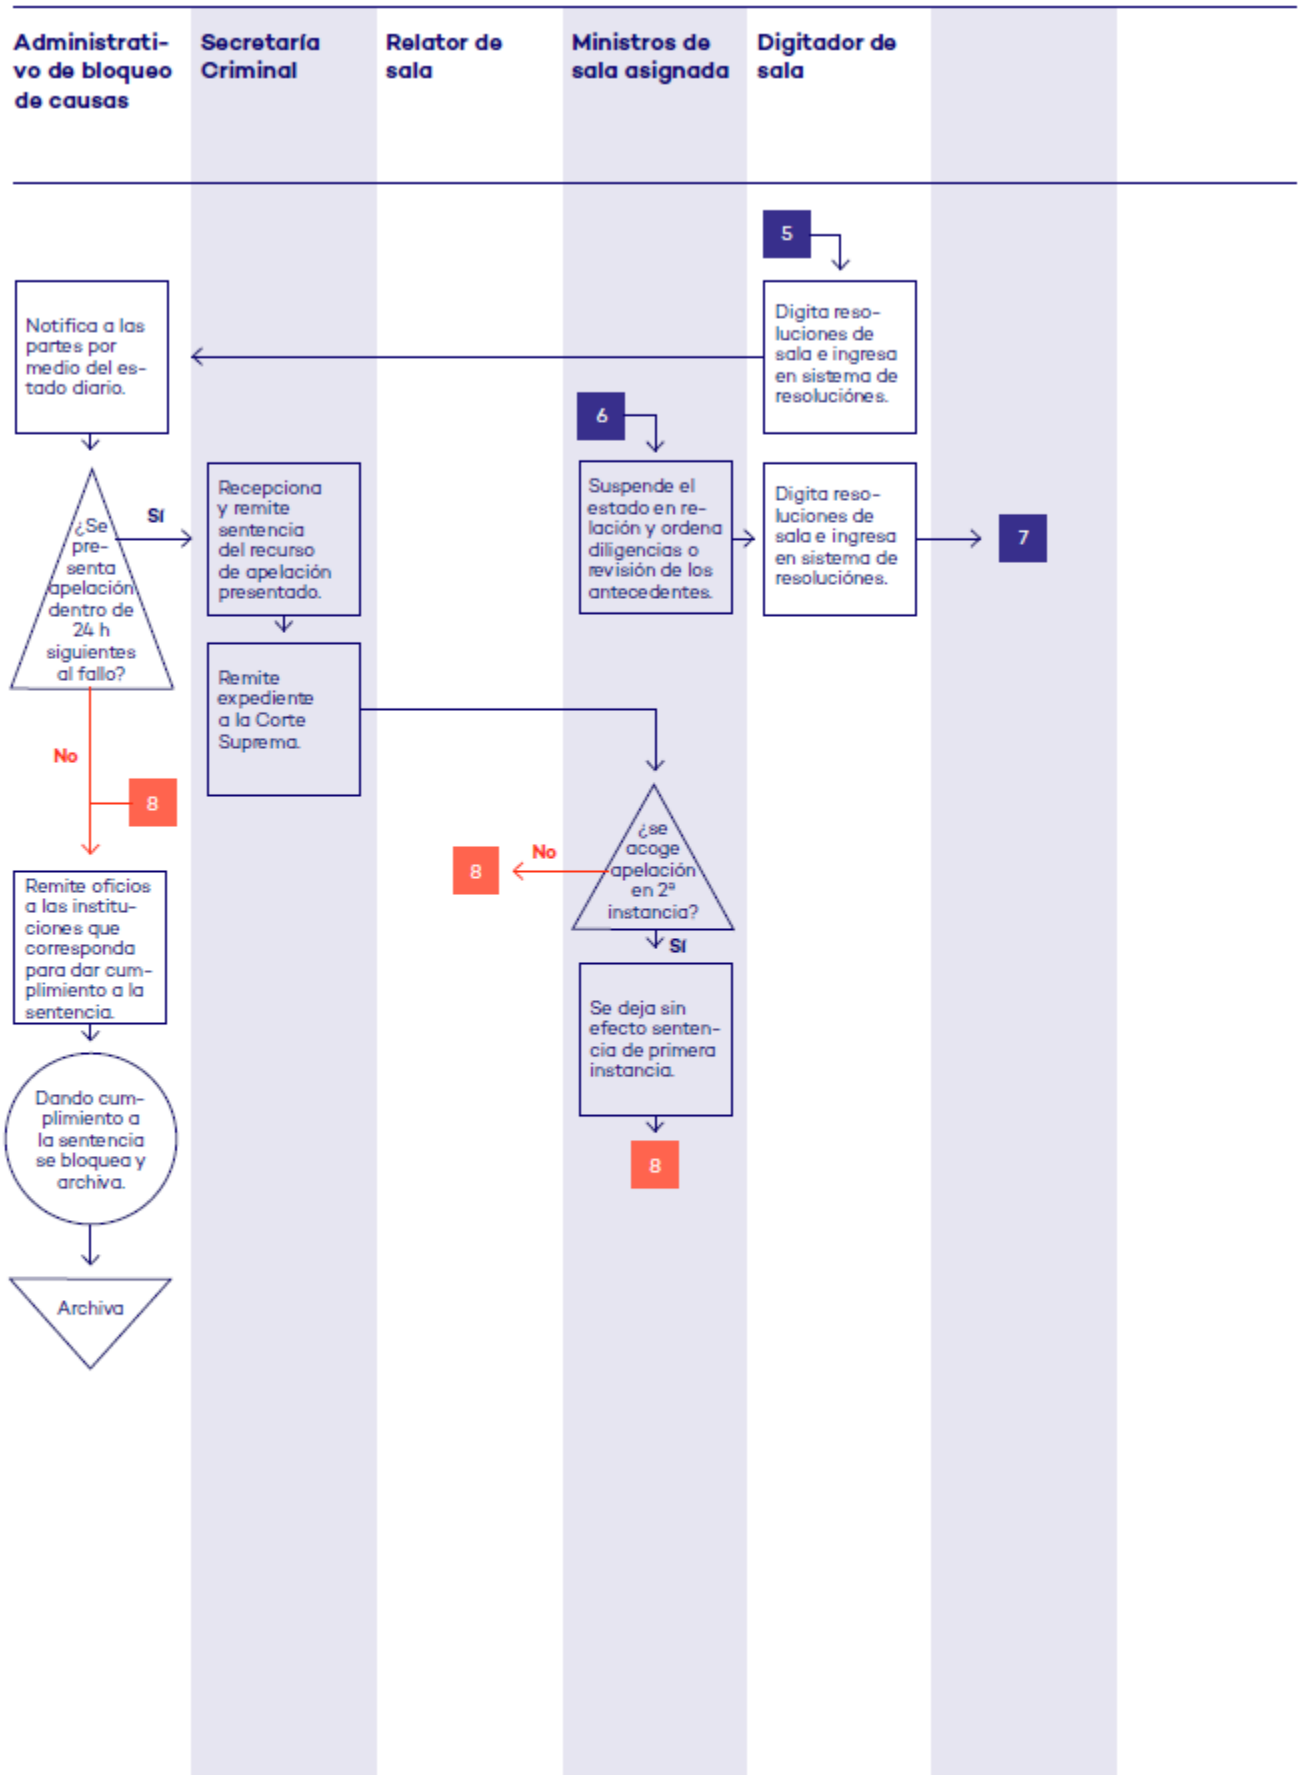 Administrati-
vo de bloqueo
de causas
Secretaría
Criminal
Relator de
sala
Ministros de
sala asignada
Digitador de
sala
5
Digita reso-
luciones de
sala e ingresa
en sistema de
resoluciónes.
Notifica a las
partes por
medio del es-
tado diario.
6
¿Se
pre-
senta
apelación
dentro de
24 h
siguientes
al fallo?
Sí
Recepciona
y remite
sentencia
del recurso
de apelación
presentado.
Suspende el
estado en re-
lación y ordena
diligencias o
revisión de los
antecedentes.
Digita reso-
luciones de
sala e ingresa
en sistema de
resoluciónes.
7
Remite
expediente
a la Corte
Suprema.
No
8
¿se
acoge
apelación
en 2ª
instancia?
No
8
Sí
Remite oficios
a las institu-
ciones que
corresponda
para dar cum-
plimiento a la
sentencia.
Se deja sin
efecto senten-
cia de primera
instancia.
8
Dando cum-
plimiento a
la sentencia
se bloquea y
archiva.
Archiva